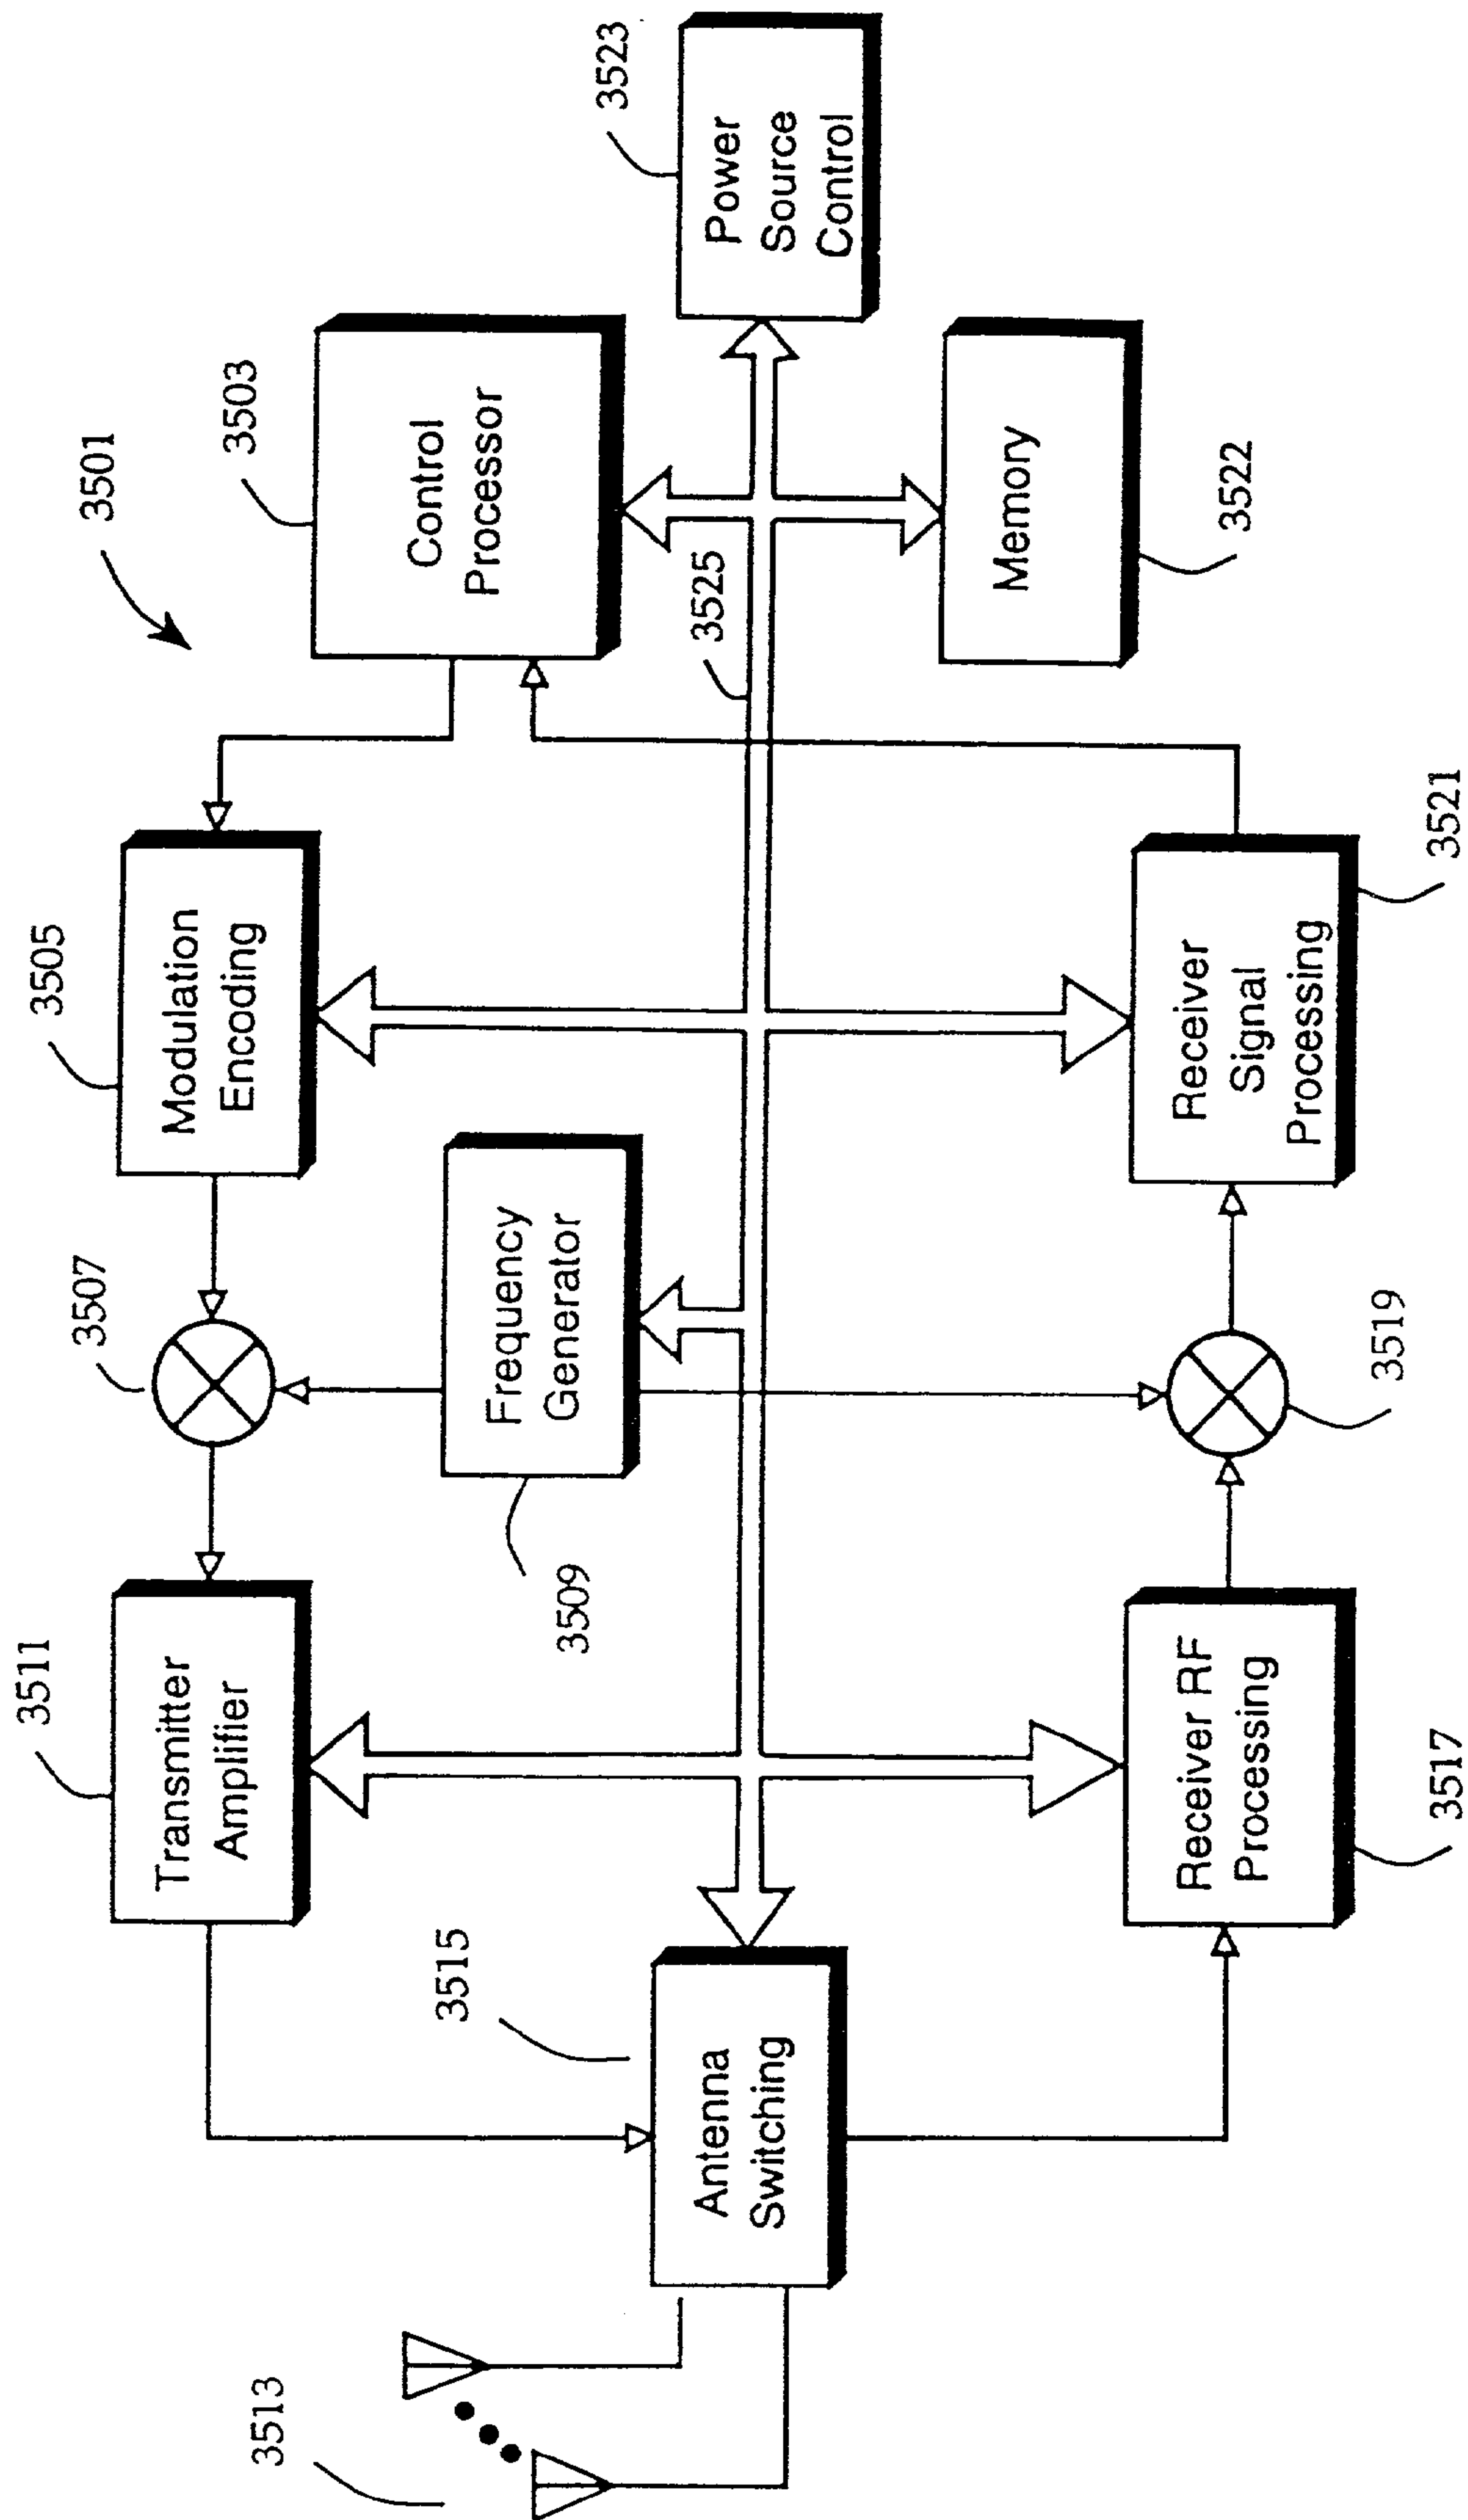 3501
3511
Transmitter
Amplifier
3507
3505
Modulation
Encoding
3503
Control
Processor
3509
Frequency
Generator
3525
3523
Power
Source
Control
3513
3515
Antenna
Switching
3517
Receiver RF
Processing
3519
3521
Receiver
Signal
Processing
3522
Memory